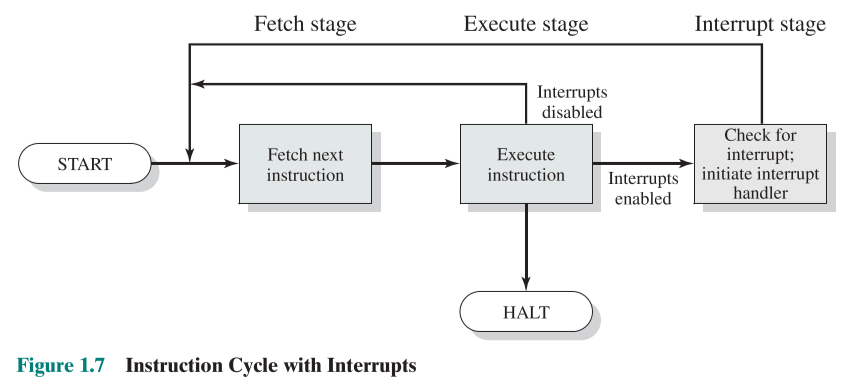 Fetch stage
Execute stage
Interrupt stage
Interrupts
disabled
START
Fetch next
instruction
Execute
instruction
Interrupts
enabled
Check for
interrupt;
initiate interrupt
handler
HALT
Figure 1.7 Instruction Cycle with Interrupts